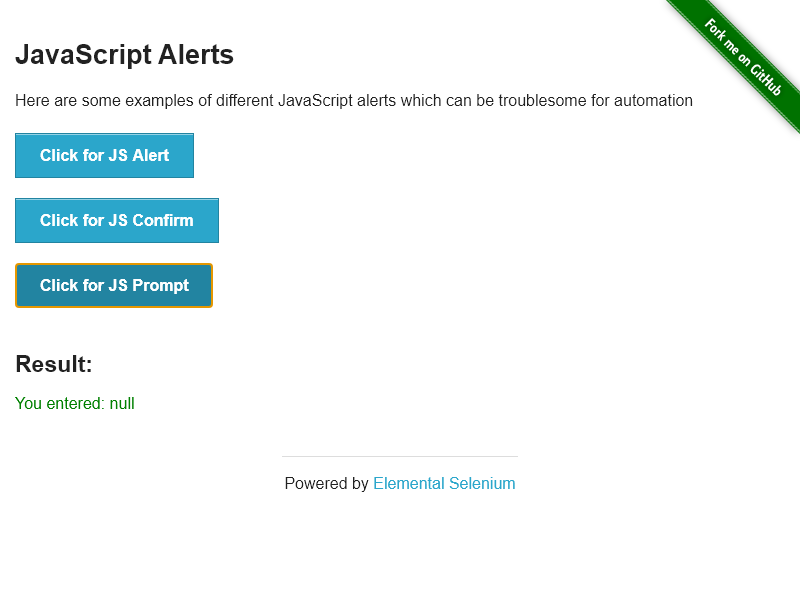 Fork me on GitHub
JavaScript Alerts
Here are some examples of different JavaScript alerts which can be troublesome for automation
Click for JS Alert
Click for JS Confirm
Click for JS Prompt
Result:
You entered: null
Powered by Elemental Selenium